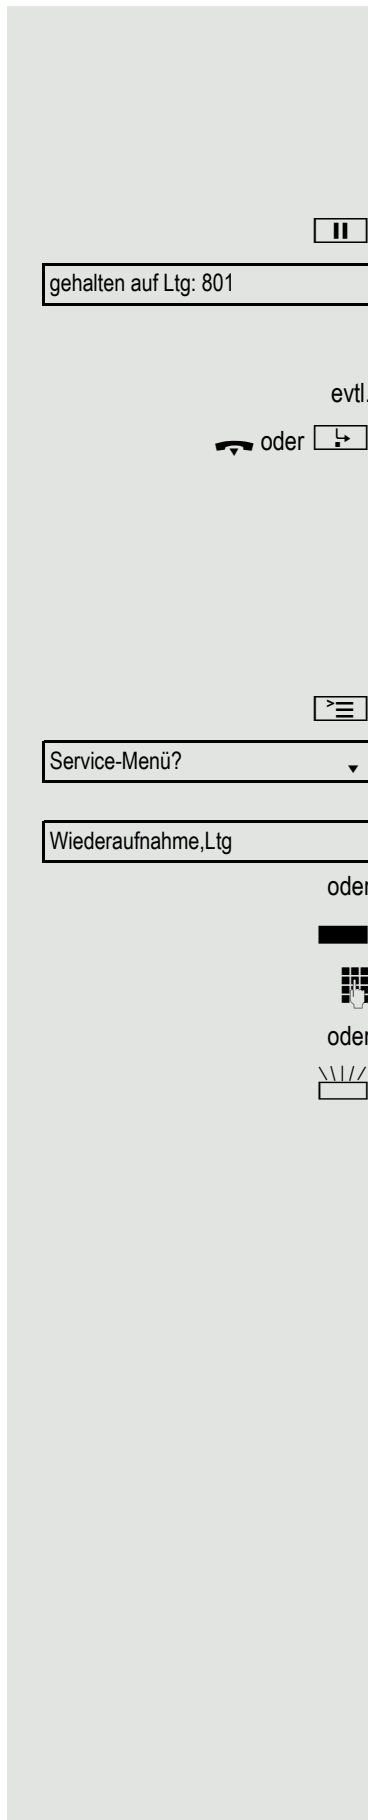 gehalten auf Ltg: 801
evtl.
oder
Service-Menü?
Wiederaufnahme,Ltg
oder
oder